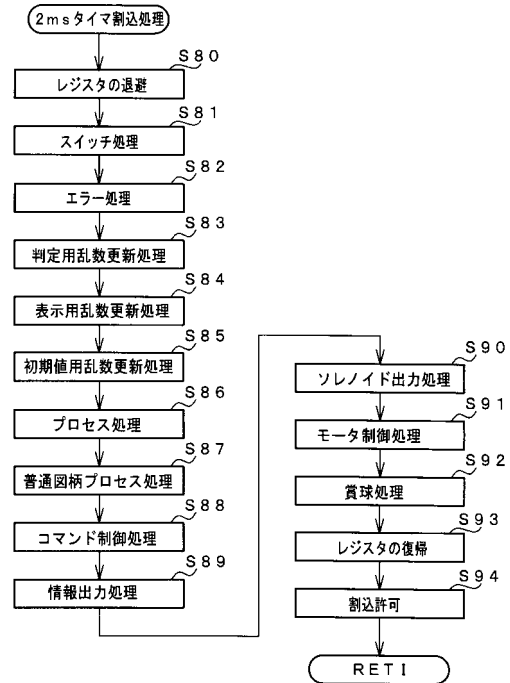 2msタイマ割込処理
S80
レジスタの退避
S81
スイッチ処理
S82
エラー処理
S83
判定用乱数更新処理
S84
表示用乱数更新処理
S85
初期値用乱数更新処理
S86
プロセス処理
S87
普通図柄プロセス処理
S88
コマンド制御処理
S89
情報出力処理
S90
ソレノイド出力処理
S91
モータ制御処理
S92
賞球処理
S93
レジスタの復帰
S94
割込許可
RETI